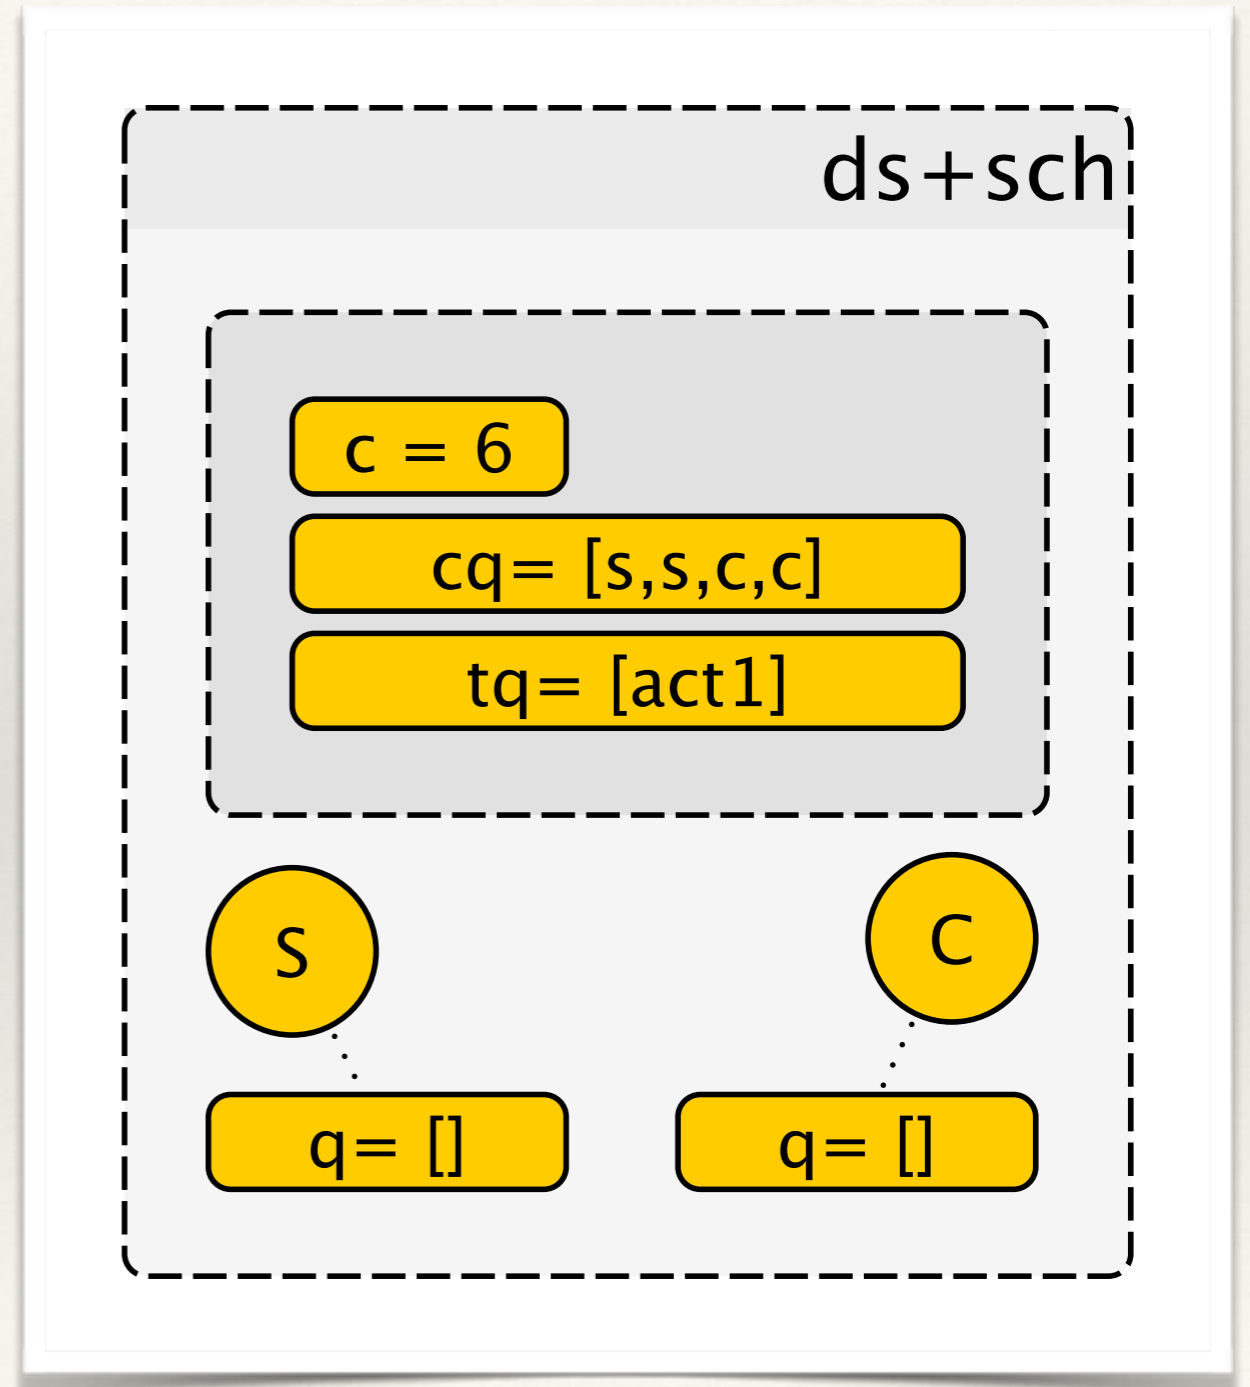 ds+sch
c = 6
cq= [s,s,c,c]
tq= [act1]
S
C
q= []
q= []